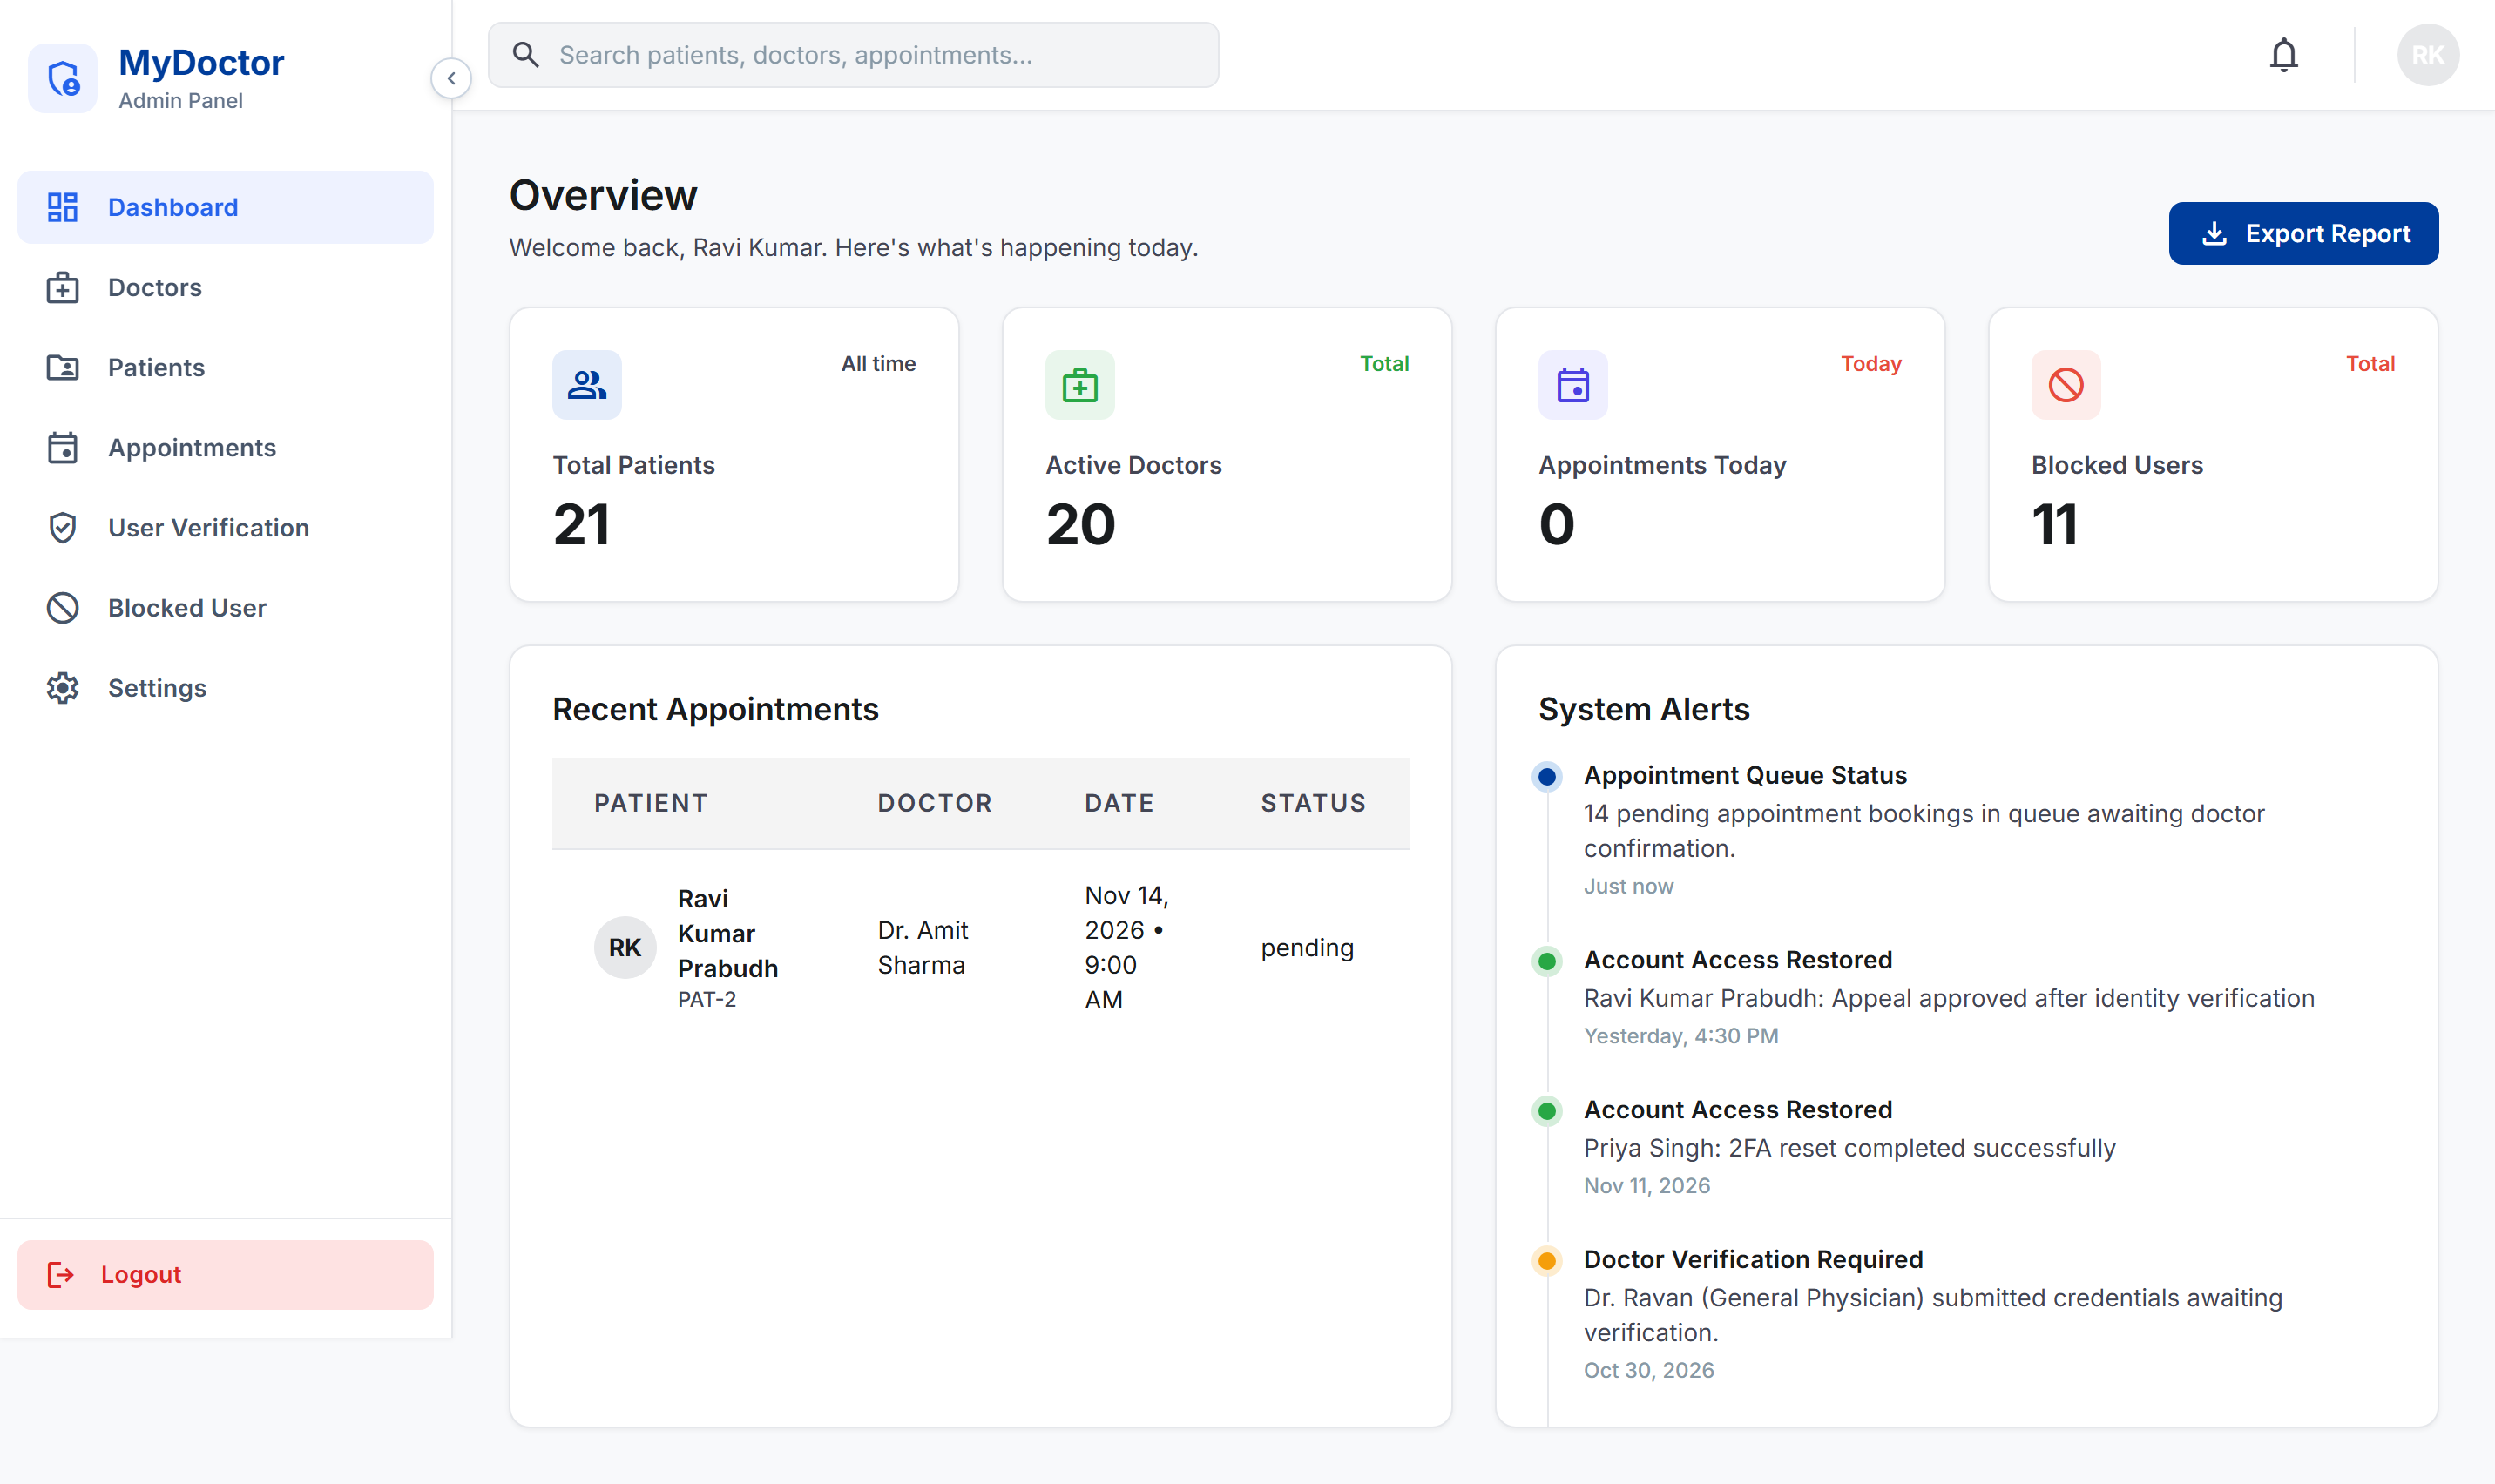 MyDoctor
Admin Panel
Dashboard
Doctors
Patients
Appointments
User Verification
Blocked User
Settings
Logout
Search patients, doctors, appointments...
RK
Overview
Welcome back, Ravi Kumar. Here's what's happening today.
Export Report
All time
Total Patients
21
Total
Active Doctors
20
Today
Appointments Today
0
Total
Blocked Users
11
Recent Appointments
PATIENT DOCTOR DATE STATUS
RK
Ravi
Kumar
Prabudh
PAT-2
Dr. Amit
Sharma
Nov 14,
2026 •
9:00
AM
pending
System Alerts
Appointment Queue Status
14 pending appointment bookings in queue awaiting doctor
confirmation.
Just now
Account Access Restored
Ravi Kumar Prabudh: Appeal approved after identity verification
Yesterday, 4:30 PM
Account Access Restored
Priya Singh: 2FA reset completed successfully
Nov 11, 2026
Doctor Verification Required
Dr. Ravan (General Physician) submitted credentials awaiting
verification.
Oct 30, 2026